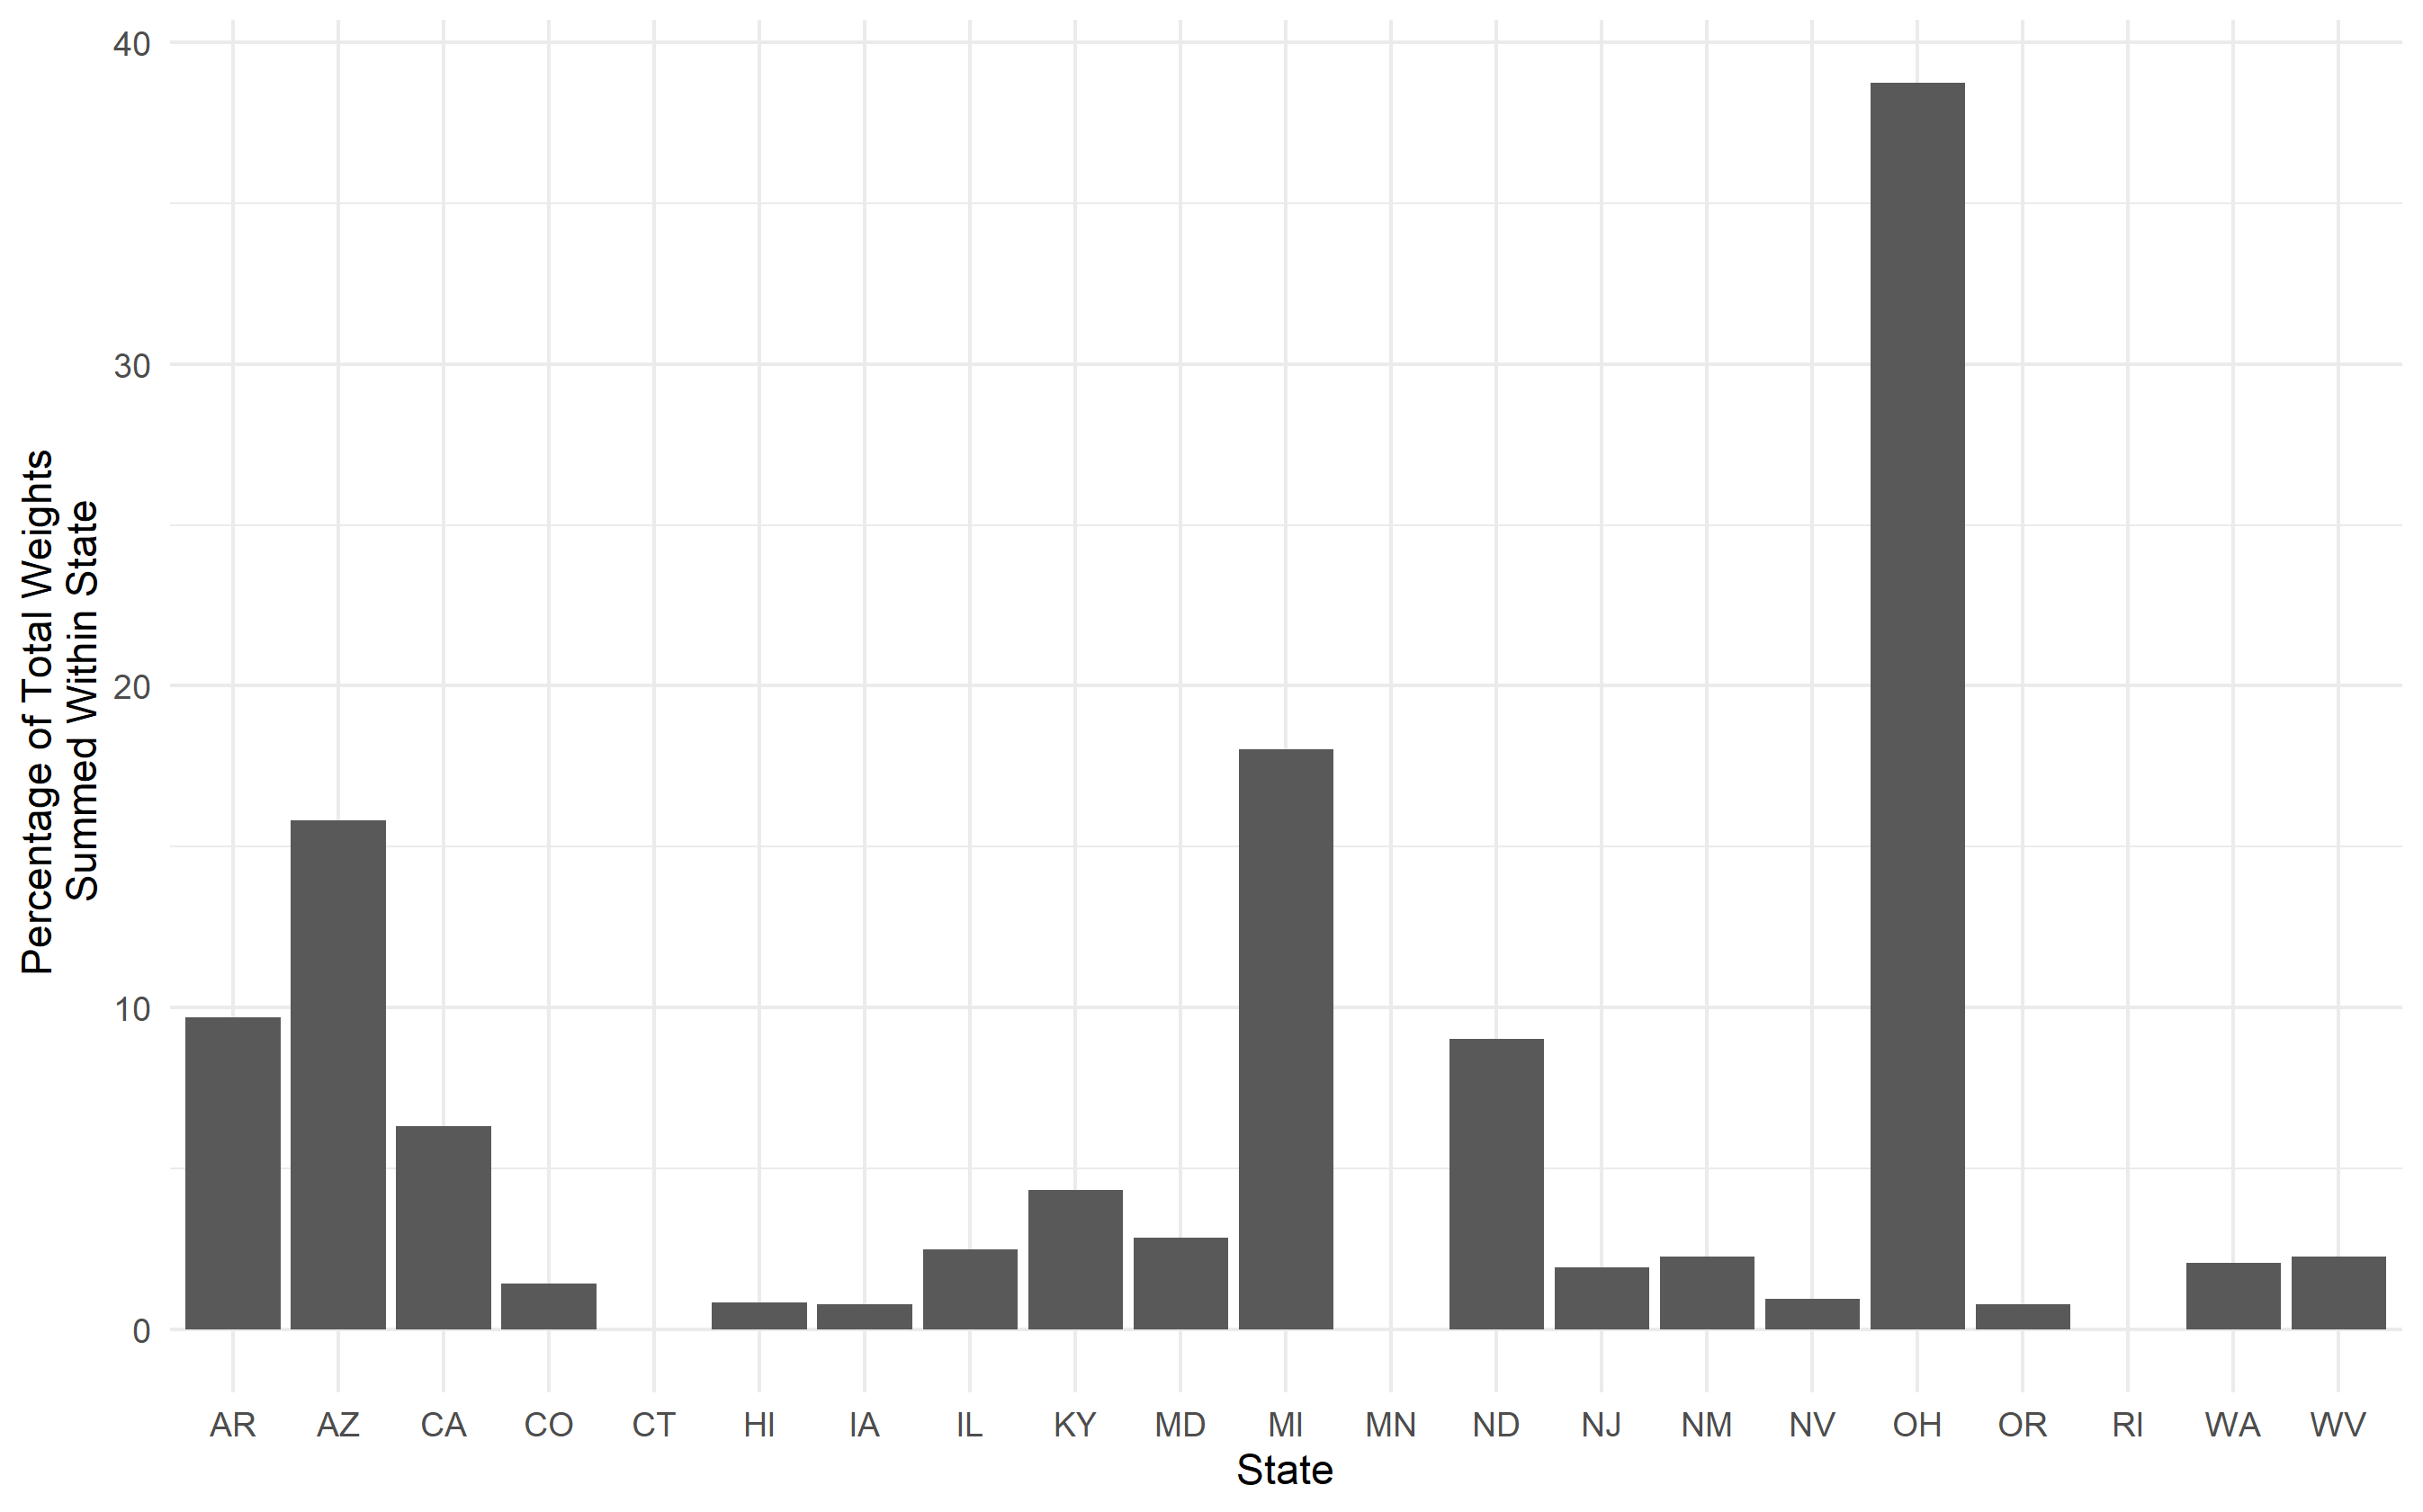 Percentage of Total Weights
Summed Within State
40
30
20
10
0
AR AZ CA CO CT HI IA IL KY MD MI MN ND NJ NM NV OH OR RI WA WV
State